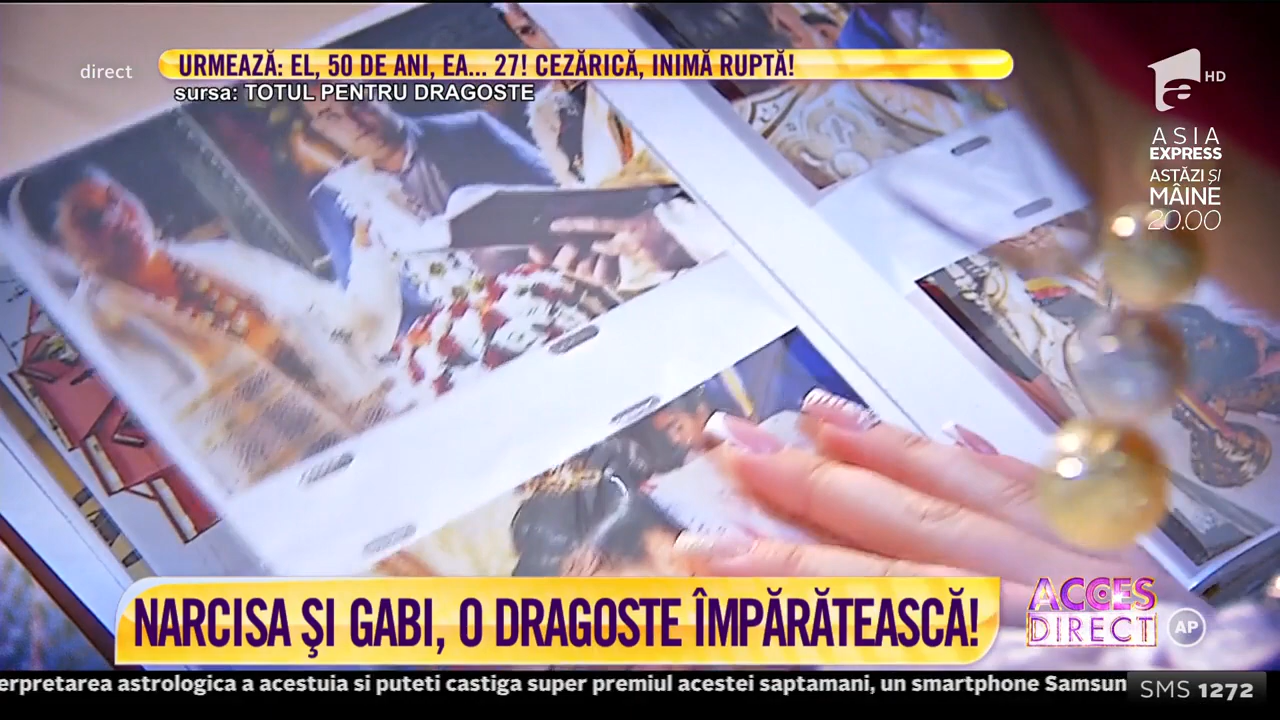 direct
URMEAZĂ: EL, 50 DE ANI, EA... 27! CEZĂRICĂ, INIMĂ RUPTĂ!
sursa: TOTUL PENTRU DRAGOSTE
a
HD
ASIA
EXPRESS
ASTĂZI ȘI
MÂINE
20.00
NARCISA ŞI GABI, O DRAGOSTE ÎMPĂRĂTEASCĂ!
ACCES
DIRECT
AP
erpretarea astrologica a acestuia si puteti castiga super premiul acestei saptamani, un smartphone Samsun
SMS 1272